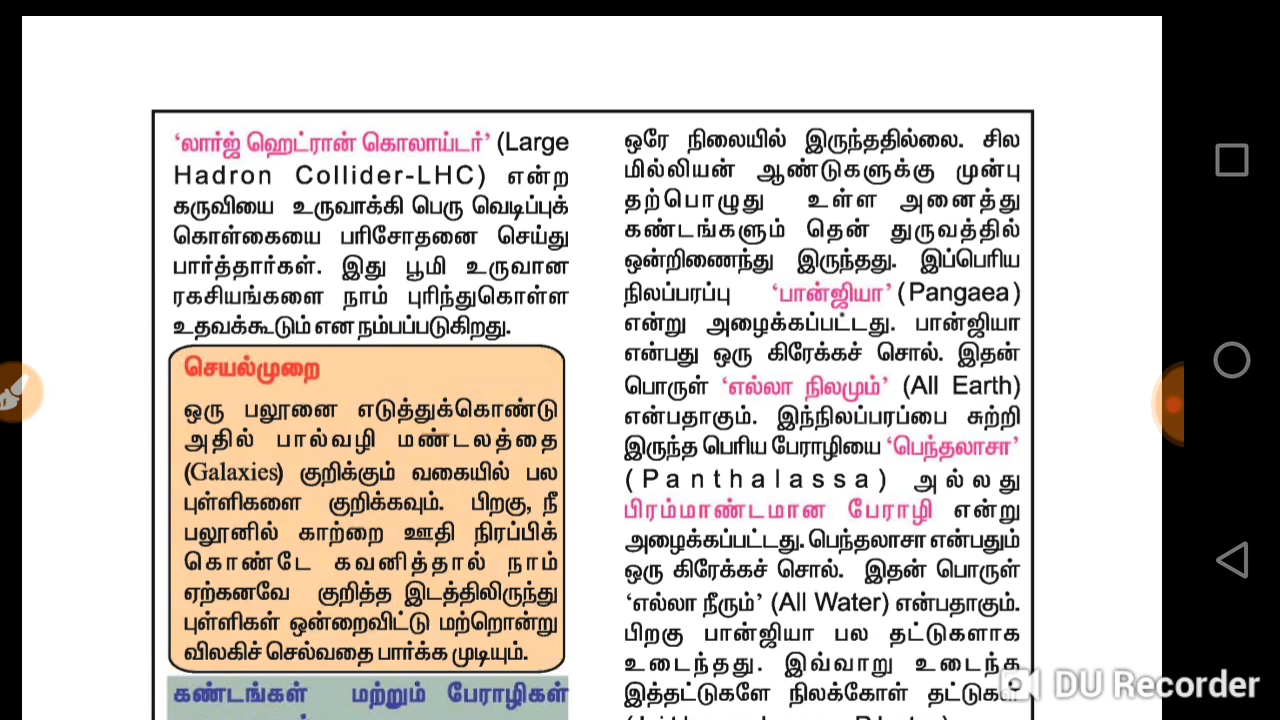 ‘லார்ஜ் ஹெட்ரான் கொலாய்டர்’ (Large
Hadron Collider-LHC) என்ற
கருவியை உருவாக்கி பெரு வெடிப்புக்
கொள்கையை பரிசோதனை செய்து
பார்த்தார்கள். இது பூமி உருவான
ரகசியங்களை நாம் புரிந்துகொள்ள
உதவக்கூடும் என நம்பப்படுகிறது.
செயல்முறை
ஒரு பலூனை எடுத்துக்கொண்டு
அதில் பால்வழி மண்டலத்தை
(Galaxies) குறிக்கும் வகையில் பல
புள்ளிகளை குறிக்கவும். பிறகு, நீ
பலூனில் காற்றை ஊதி நிரப்பிக்
கொண்டே கவனித்தால் நாம்
ஏற்கனவே குறித்த இடத்திலிருந்து
புள்ளிகள் ஒன்றைவிட்டு மற்றொன்று
விலகிச் செல்வதை பார்க்க முடியும்.
கண்டங்கள் மற்றும் பேராழிகள்
ஒரே நிலையில் இருந்ததில்லை. சில
மில்லியன் ஆண்டுகளுக்கு முன்பு
தற்பொழுது உள்ள அனைத்து
கண்டங்களும் தென் துருவத்தில்
ஒன்றிணைந்து இருந்தது. இப்பெரிய
நிலப்பரப்பு ‘பான்ஜியா’ (Pangaea)
என்று அழைக்கப்பட்டது. பான்ஜியா
என்பது ஒரு கிரேக்கச் சொல். இதன்
பொருள் ‘எல்லா நிலமும்’ (All Earth)
என்பதாகும். இந்நிலப்பரப்பை சுற்றி
இருந்த பெரிய பேராழியை ‘பெந்தலாசா’
(Panthalassa) அல்லது
பிரம்மாண்டமான பேராழி என்று
அழைக்கப்பட்டது. பெந்தலாசா என்பதும்
ஒரு கிரேக்கச் சொல். இதன் பொருள்
‘எல்லா நீரும்’ (All Water) என்பதாகும்.
பிறகு பான்ஜியா பல தட்டுகளாக
உடைந்தது. இவ்வாறு உடைந்த
இத்தட்டுகளே நிலக்கோள் தட்டுகள்
DU Recorder